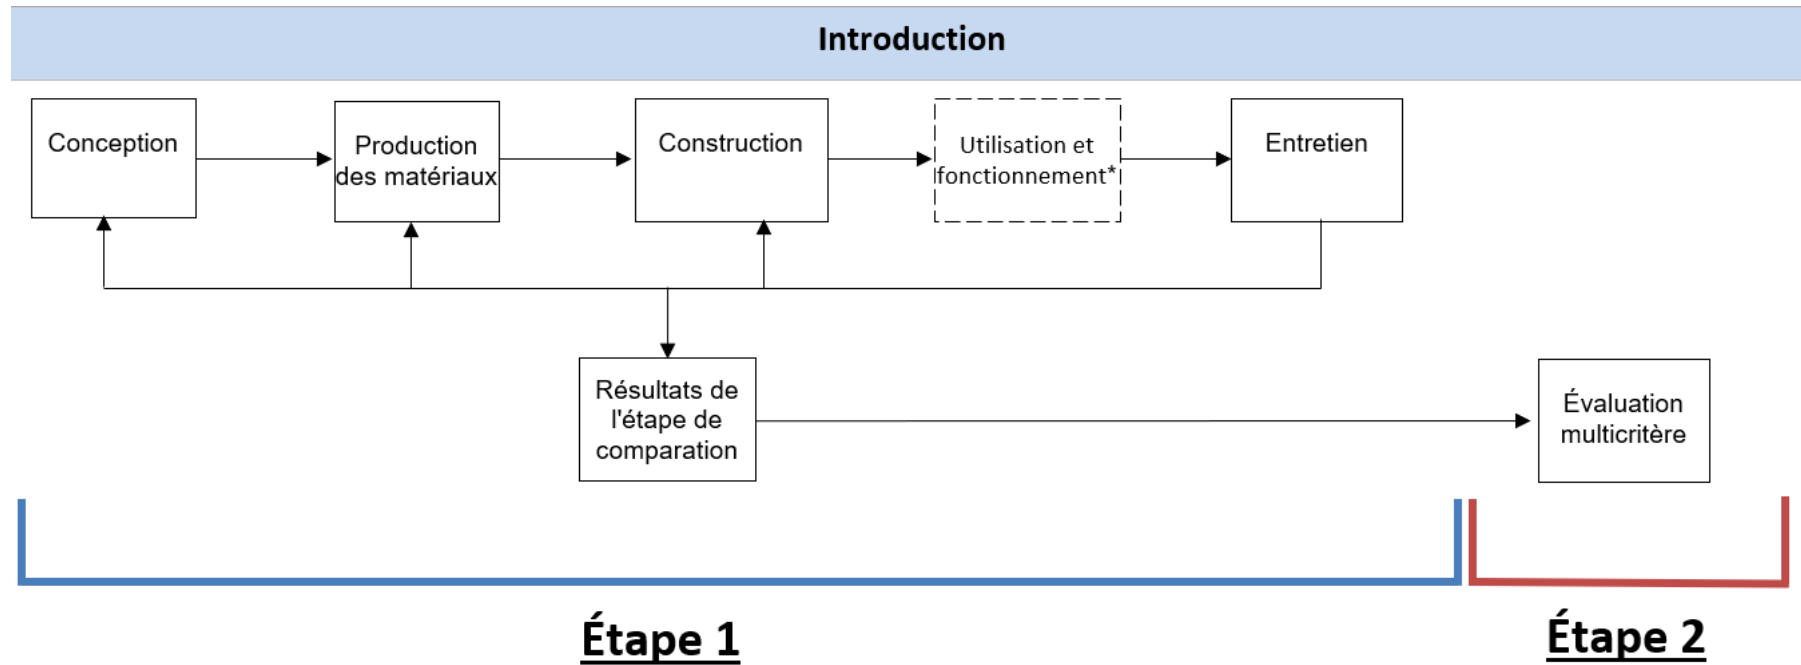 Introduction
Conception
Production
des matériaux
Construction
Utilisation et
fonctionnement*
Entretien
Résultats de
l'étape de
comparation
Évaluation
multicritère
Étape 1
Étape 2